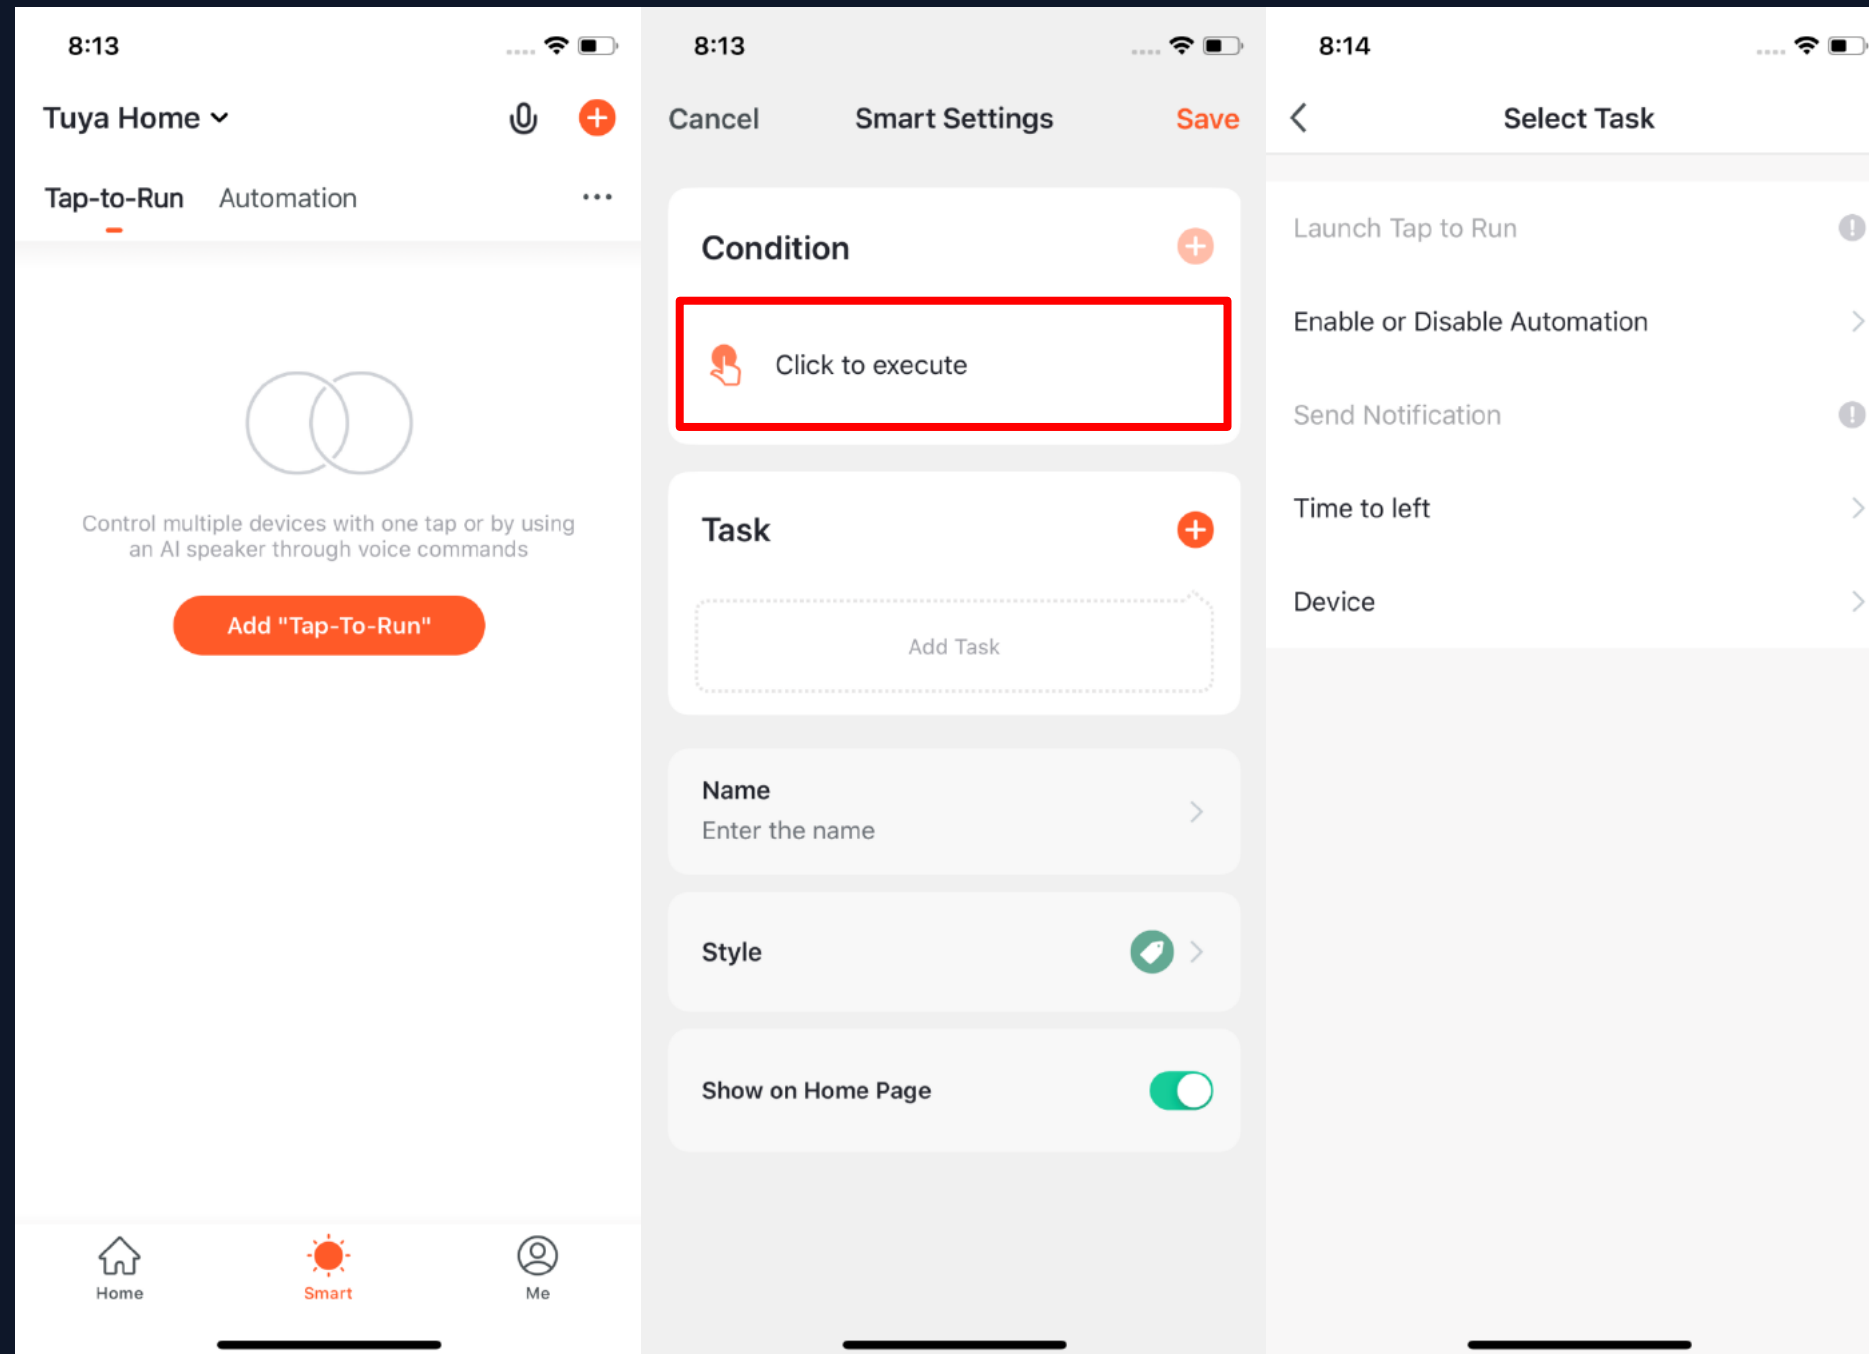 8:13
Tuya Home
Tap-to-Run Automation
Control multiple devices with one tap or by using
an AI speaker through voice commands
Add "Tap-To-Run"
Home Smart Me
8:13
Cancel Smart Settings Save
Condition
Click to execute
Task
Add Task
Name
Enter the name
Style
Show on Home Page
8:14
Select Task
Launch Tap to Run
Enable or Disable Automation
Send Notification
Time to left
Device